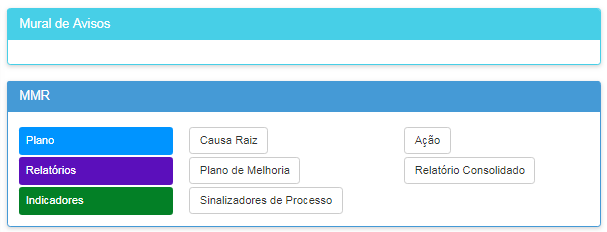 Mural de Avisos
MMR
Plano Causa Raiz Ação
Relatórios Plano de Melhoria Relatório Consolidado
Indicadores Sinalizadores de Processo